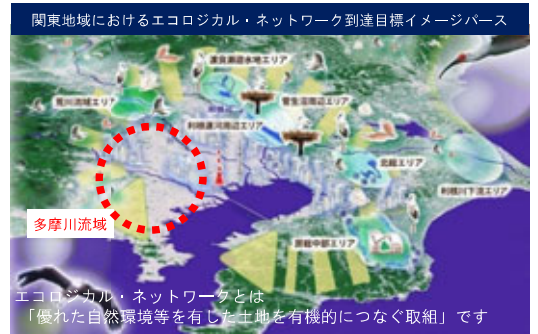 関東地域におけるエコロジカル・ネットワーク到達目標イメージパース
渡良瀬遊水地エリア
荒川流域エリア
菅生沼周辺エリア
利根運河周辺エリア
北総エリア
利根川下流エリア
多摩川流域
房総中部エリア
エコロジカル・ネットワークとは
「優れた自然環境等を有した土地を有機的につなぐ取組」です